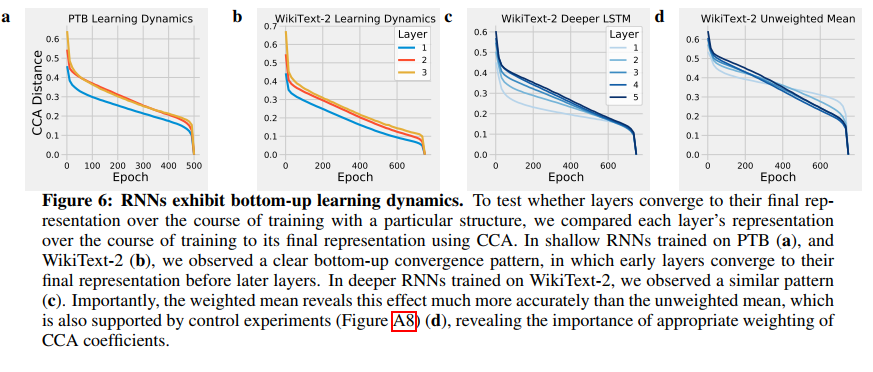 a PTB Learning Dynamics
b WikiText-2 Learning Dynamics
c WikiText-2 Deeper LSTM
d WikiText-2 Unweighted Mean
CCA Distance
0.6
0.5
0.4
0.3
0.2
0.1
0.0
0 100 200 300 400 500
Epoch
0.7
0.6
0.5
0.4
0.3
0.2
0.1
0.0
Layer
1
2
3
0 200 400 600
Epoch
0.6
0.5
0.4
0.3
0.2
0.1
0.0
Layer
1
2
3
4
5
0 200 400 600
Epoch
0.6
0.5
0.4
0.3
0.2
0.1
0.0
0 200 400 600
Epoch
Figure 6: RNNs exhibit bottom-up learning dynamics. To test whether layers converge to their final rep-
resentation over the course of training with a particular structure, we compared each layer's representation
over the course of training to its final representation using CCA. In shallow RNNs trained on PTB (a), and
WikiText-2 (b), we observed a clear bottom-up convergence pattern, in which early layers converge to their
final representation before later layers. In deeper RNNs trained on WikiText-2, we observed a similar pattern
(c). Importantly, the weighted mean reveals this effect much more accurately than the unweighted mean, which
is also supported by control experiments (Figure A8) (d), revealing the importance of appropriate weighting of
CCA coefficients.